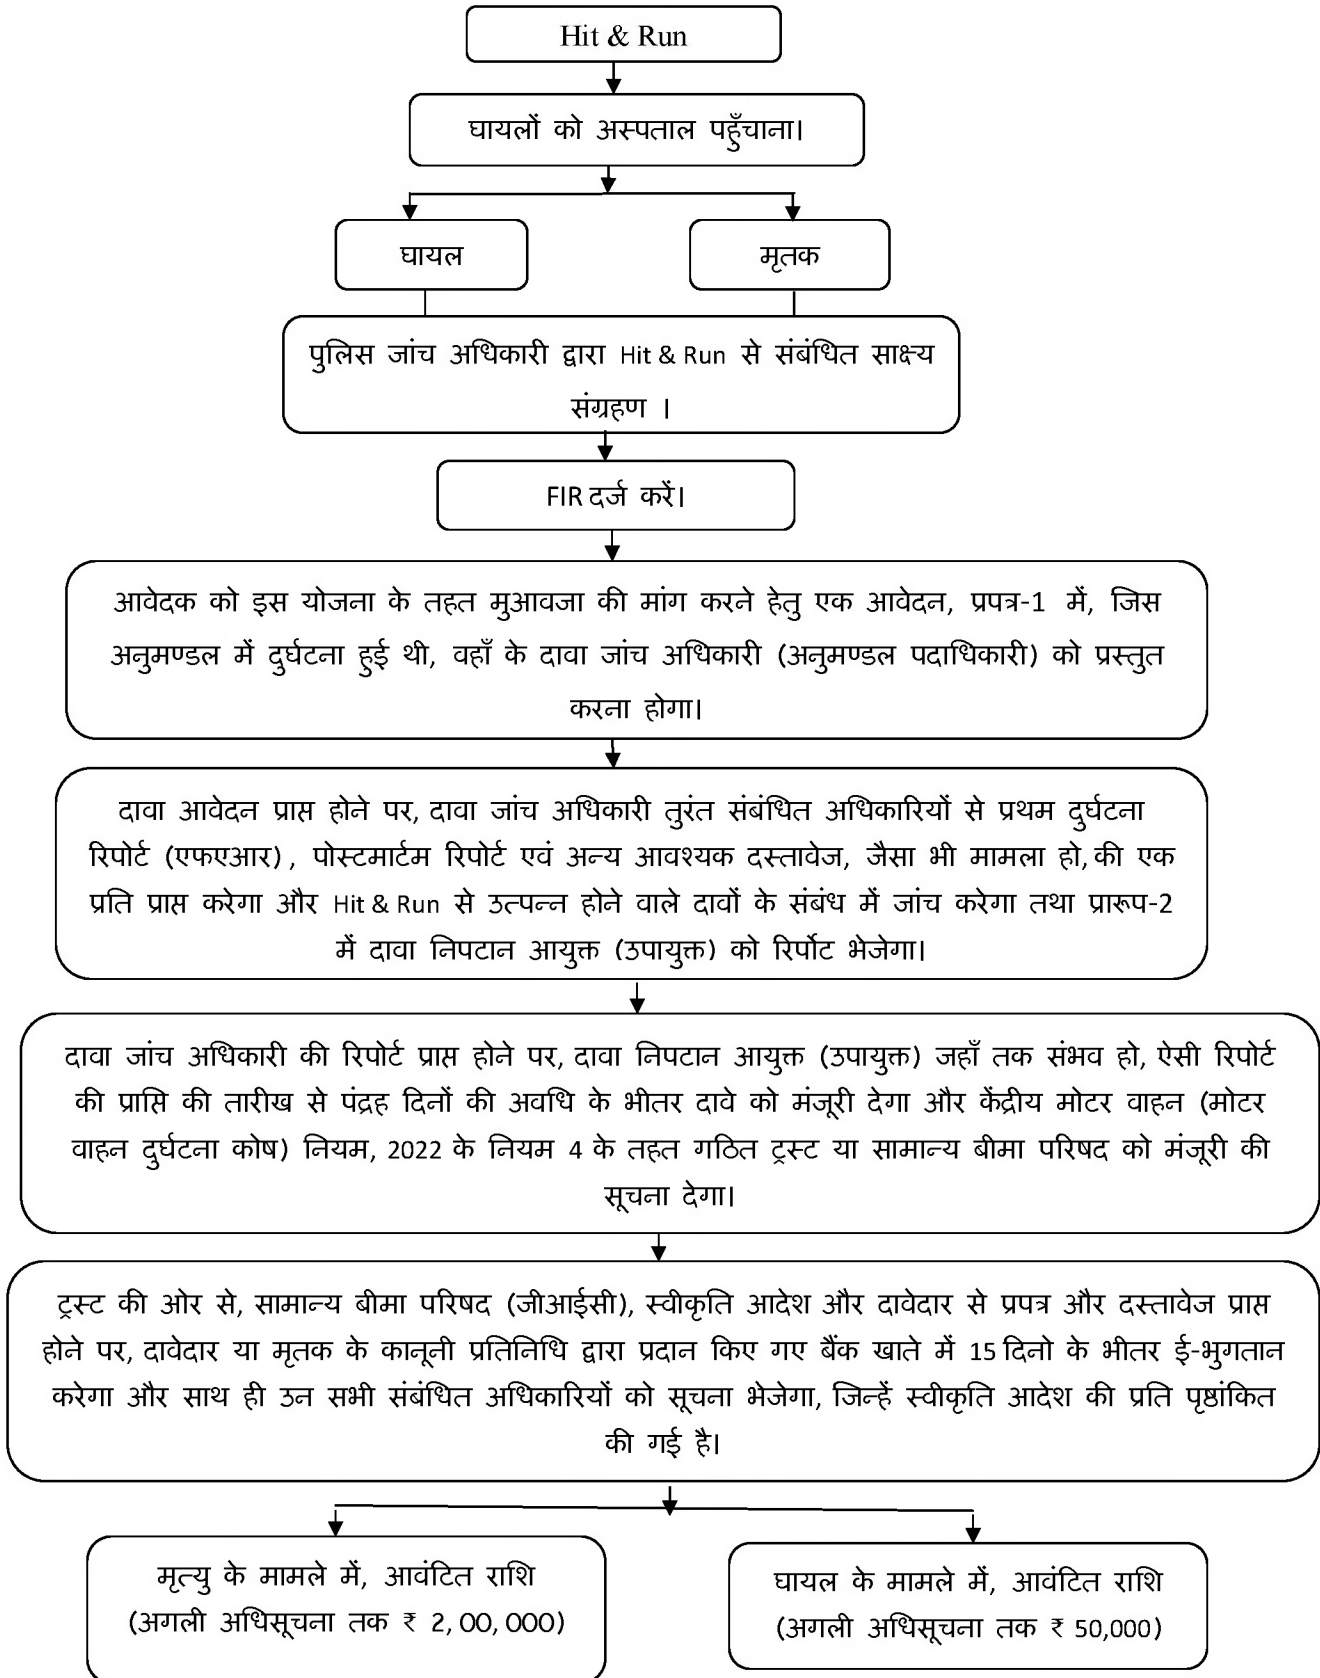 Hit & Run
घायलों को अस्पताल पहुँचाना।
घायल
मृतक
पुलिस जांच अधिकारी द्वारा Hit & Run से संबंधित साक्ष्य
संग्रहण ।
FIR दर्ज करें।
आवेदक को इस योजना के तहत मुआवजा की मांग करने हेतु एक आवेदन, प्रपत्र-1 में, जिस
अनुमण्डल में दुर्घटना हुई थी, वहाँ के दावा जांच अधिकारी (अनुमण्डल पदाधिकारी) को प्रस्तुत
करना होगा।
दावा आवेदन प्राप्त होने पर, दावा जांच अधिकारी तुरंत संबंधित अधिकारियों से प्रथम दुर्घटना
रिपोर्ट (एफएआर), पोस्टमार्टम रिपोर्ट एवं अन्य आवश्यक दस्तावेज, जैसा भी मामला हो, की एक
प्रति प्राप्त करेगा और Hit & Run से उत्पन्न होने वाले दावों के संबंध में जांच करेगा तथा प्रारूप-2
में दावा निपटान आयुक्त (उपायुक्त) को रिर्पोट भेजेगा।
दावा जांच अधिकारी की रिपोर्ट प्राप्त होने पर, दावा निपटान आयुक्त (उपायुक्त) जहाँ तक संभव हो, ऐसी रिपोर्ट
की प्राप्ति की तारीख से पंद्रह दिनों की अवधि के भीतर दावे को मंजूरी देगा और केंद्रीय मोटर वाहन (मोटर
वाहन दुर्घटना कोष) नियम, 2022 के नियम 4 के तहत गठित ट्रस्ट या सामान्य बीमा परिषद को मंजूरी की
सूचना देगा।
ट्रस्ट की ओर से, सामान्य बीमा परिषद (जीआईसी), स्वीकृति आदेश और दावेदार से प्रपत्र और दस्तावेज प्राप्त
होने पर, दावेदार या मृतक के कानूनी प्रतिनिधि द्वारा प्रदान किए गए बैंक खाते में 15 दिनो के भीतर ई-भुगतान
करेगा और साथ ही उन सभी संबंधित अधिकारियों को सूचना भेजेगा, जिन्हें स्वीकृति आदेश की प्रति पृष्ठांकित
की गई है।
मृत्यु के मामले में, आवंटित राशि
(अगली अधिसूचना तक ₹ 2,00,000)
घायल के मामले में, आवंटित राशि
(अगली अधिसूचना तक ₹ 50,000)